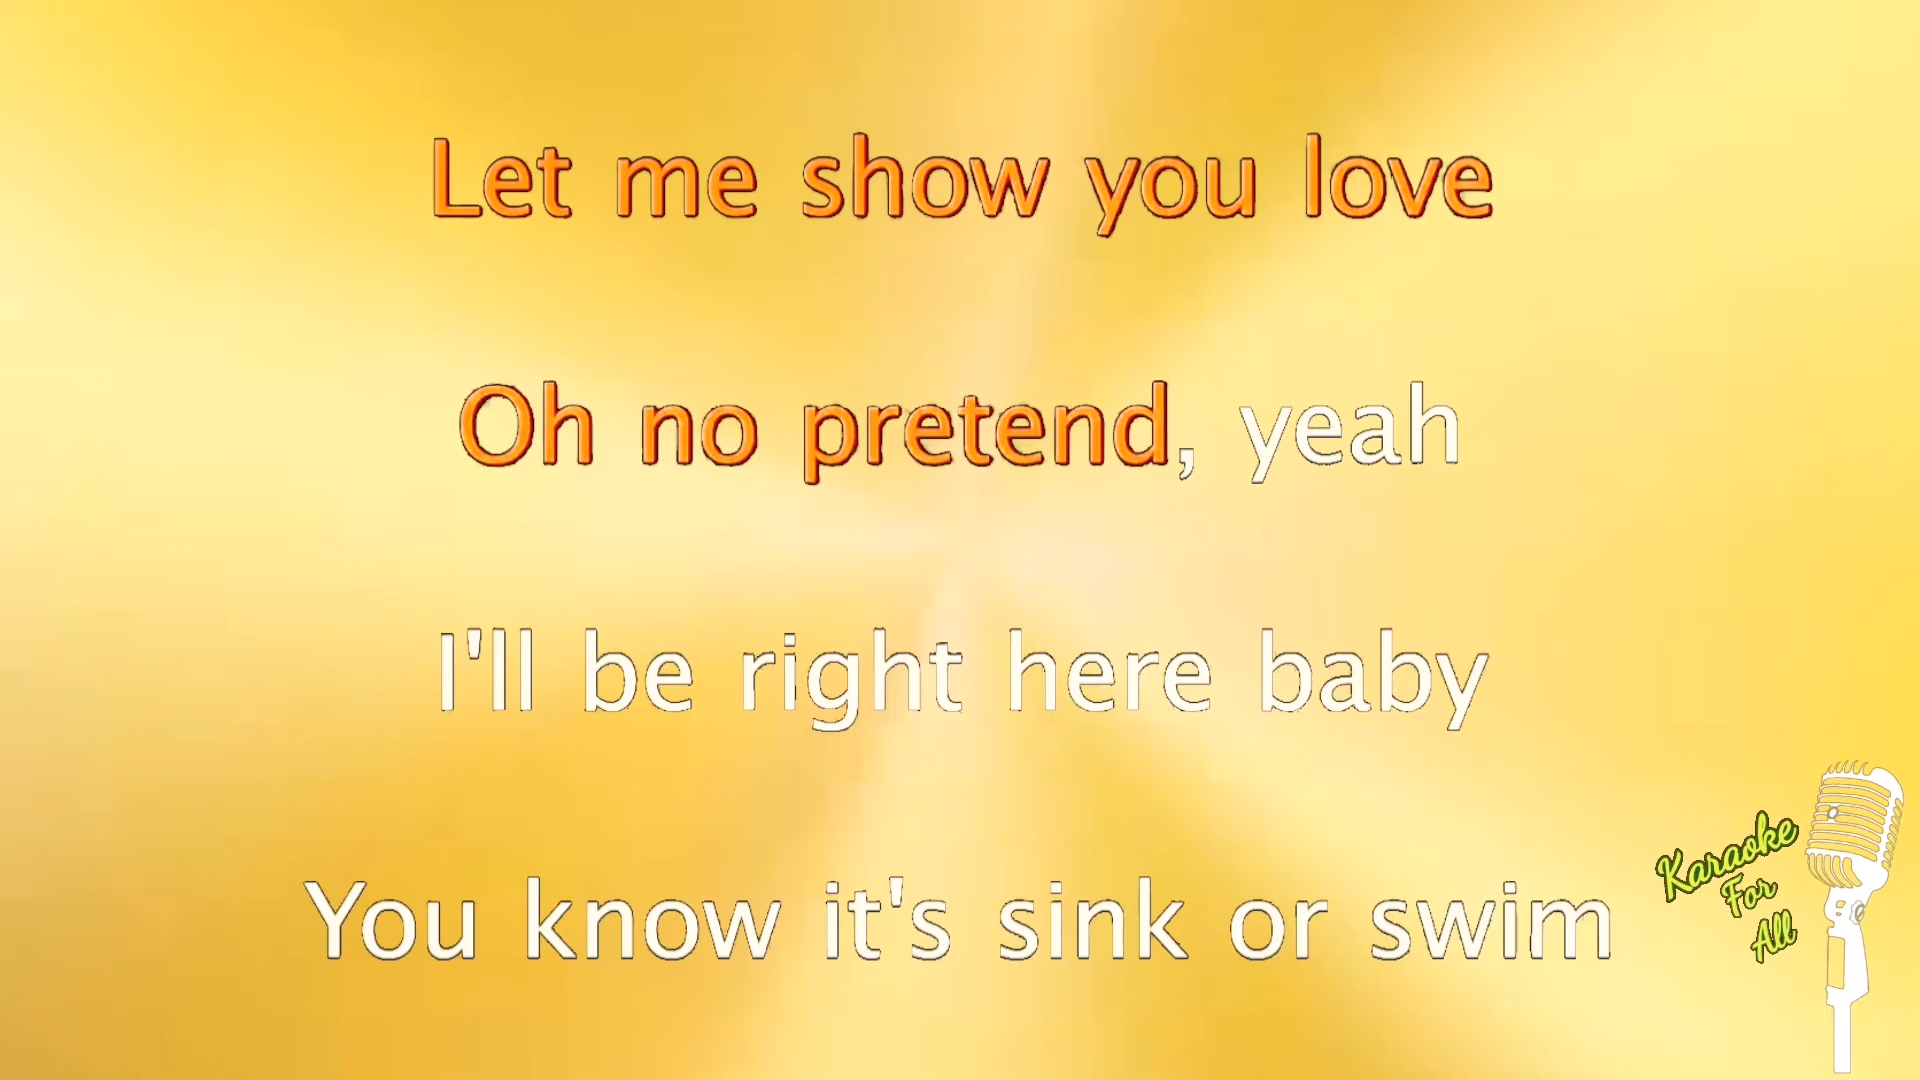 Let me show you love
Oh no pretend, yeah
I'll be right here baby
You know it's sink or swim
Karaoke
For
All